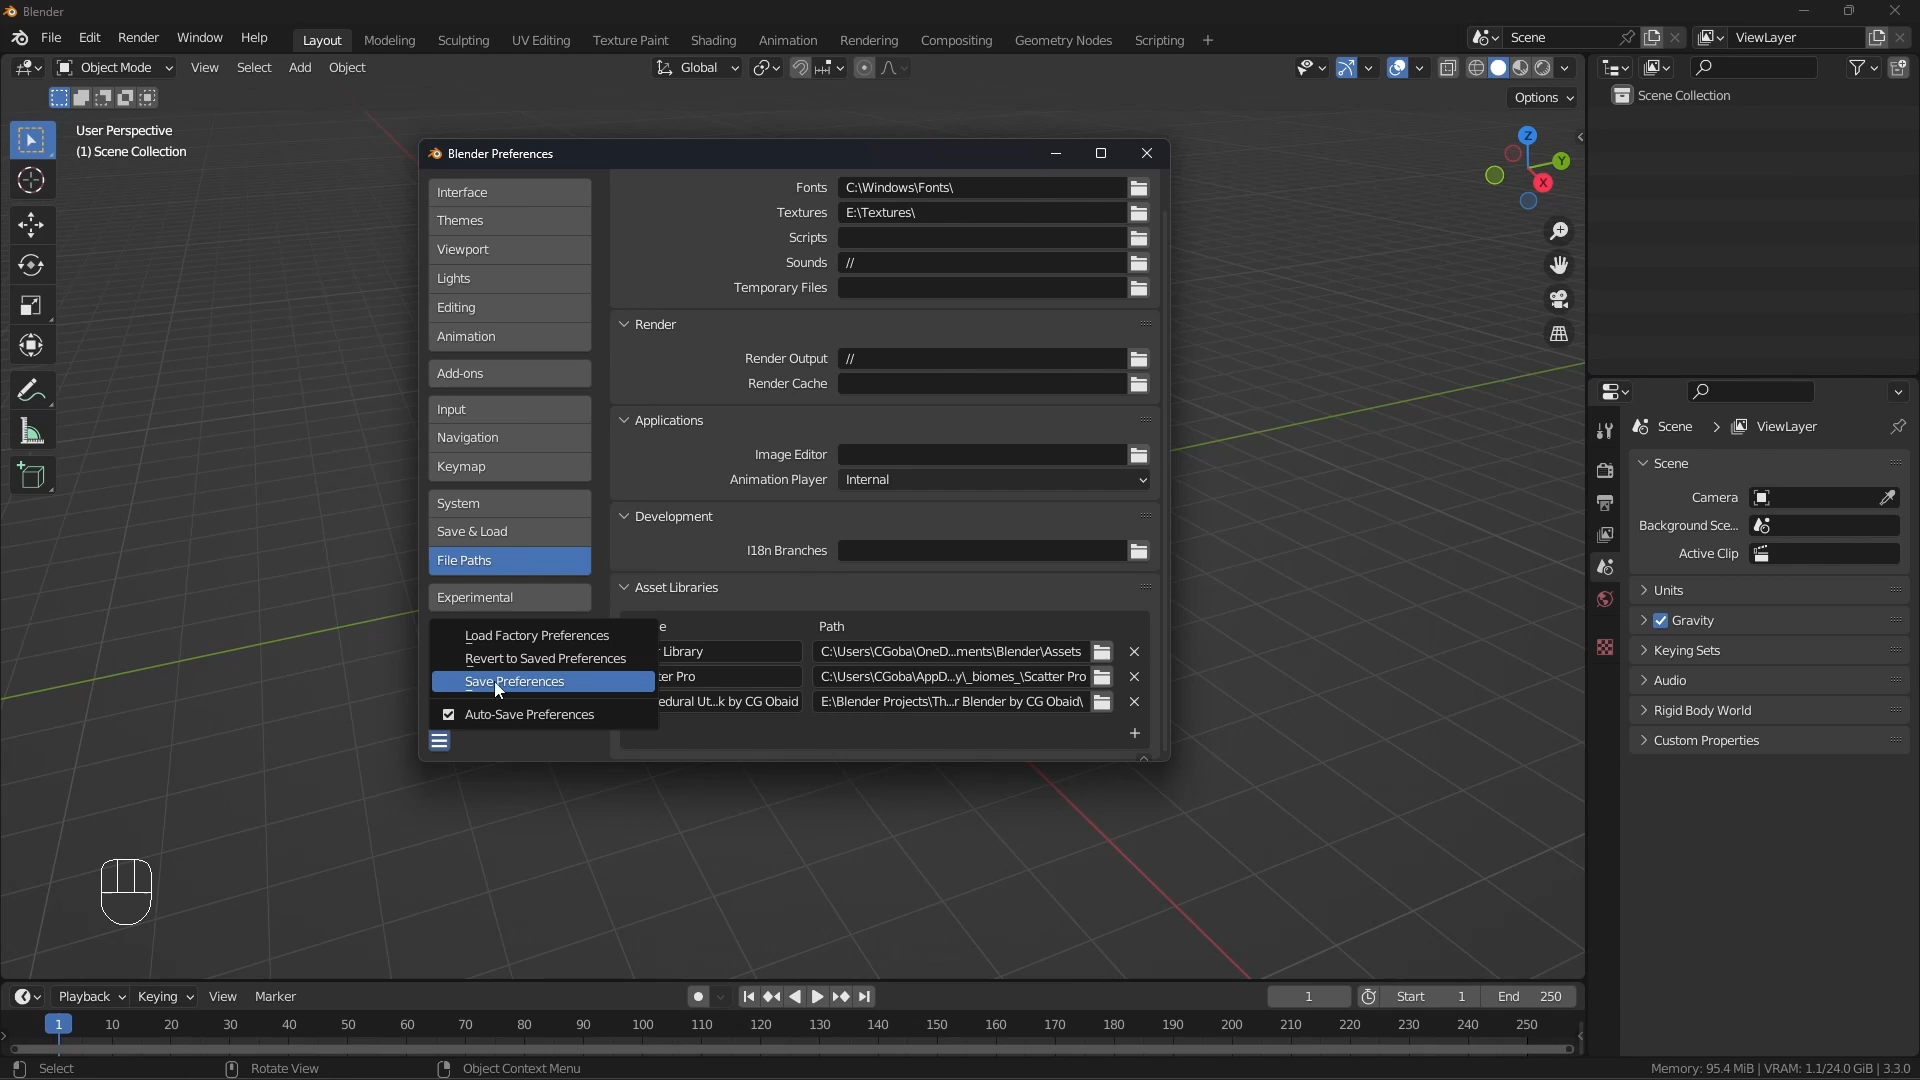 Blender
File Edit Render Window Help Layout Modeling Sculpting UV Editing Texture Paint Shading Animation Rendering Compositing Geometry Nodes Scripting + Scene ViewLayer
Object Mode View Select Add Object Global
Options
User Perspective
(1) Scene Collection
Scene Collection
Z
Y
X
Blender Preferences
Interface
Themes
Viewport
Lights
Editing
Animation
Add-ons
Input
Navigation
Keymap
System
Save & Load
File Paths
Experimental
Fonts C:\Windows\Fonts\
Textures E:\Textures\
Scripts
Sounds //
Temporary Files
Render
Render Output //
Render Cache
Applications
Image Editor
Animation Player Internal
Development
I18n Branches
Asset Libraries
e Path
r Library C:\Users\CGoba\OneD...ments\Blender\Assets
ter Pro C:\Users\CGoba\AppD...y\_biomes_\Scatter Pro
edural Ut...k by CG Obaid E:\Blender Projects\Th...r Blender by CG Obaid\
Load Factory Preferences
Revert to Saved Preferences
Save Preferences
Auto-Save Preferences
Scene > ViewLayer
Scene
Camera
Background Sce...
Active Clip
Units
Gravity
Keying Sets
Audio
Rigid Body World
Custom Properties
Playback Keying View Marker 1 Start 1 End 250
1 10 20 30 40 50 60 70 80 90 100 110 120 130 140 150 160 170 180 190 200 210 220 230 240 250
Select Rotate View Object Context Menu Memory: 95.4 MiB | VRAM: 1.1/24.0 GiB | 3.3.0